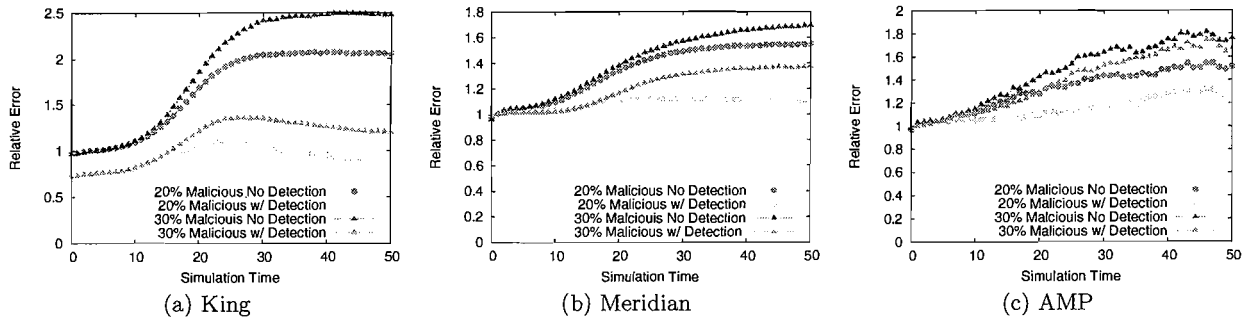 2.5
2
1.5
1
0.5
0
Relative Error
20% Malicious No Detection
20% Malicious w/ Detection
30% Malciouis No Detection
30% Malicious w/ Detection
0 10 20 30 40 50
Simulation Time
(a) King
1.8
1.6
1.4
1.2
1
0.8
0.6
0.4
0.2
0
Relative Error
20% Malicious No Detection
20% Malicious w/ Detection
30% Malciouis No Detection
30% Malicious w/ Detection
0 10 20 30 40 50
Simulation Time
(b) Meridian
2
1.8
1.6
1.4
1.2
1
0.8
0.6
0.4
0.2
0
Relative Error
20% Malicious No Detection
20% Malicious w/ Detection
30% Malciouis No Detection
30% Malicious w/ Detection
0 10 20 30 40 50
Simulation Time
(c) AMP